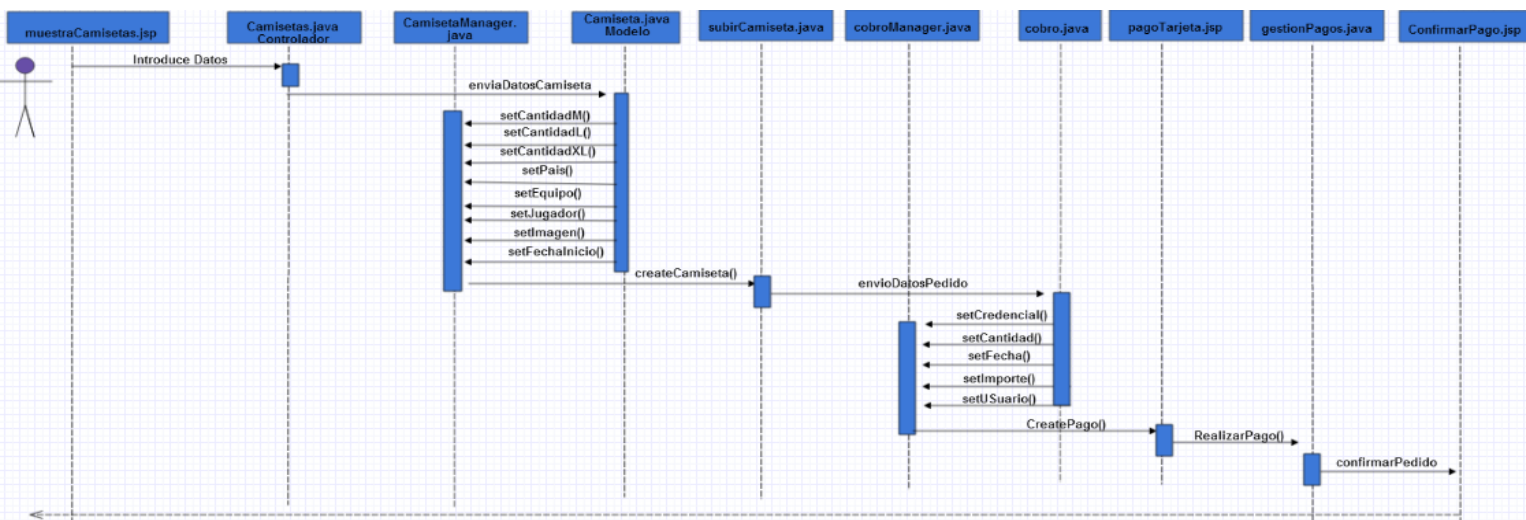 muestraCamisetas.jsp
Camisetas.java
Controlador
CamisetaManager.
java
Camiseta.java
Modelo
subirCamiseta.java
cobroManager.java
cobro.java
pagoTarjeta.jsp
gestionPagos.java
ConfirmarPago.jsp
Introduce Datos
enviaDatosCamiseta
setCantidadM()
setCantidadL()
setCantidadXL()
setPais()
setEquipo()
setJugador()
setImagen()
setFechaInicio()
createCamiseta()
envioDatosPedido
setCredencial()
setCantidad()
setFecha()
setImporte()
setUSuario()
CreatePago()
RealizarPago()
confirmarPedido